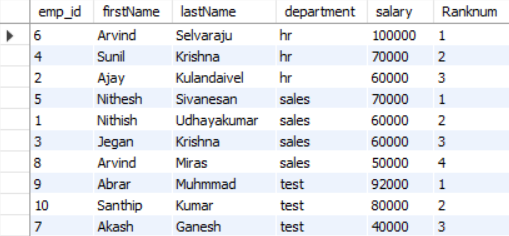 emp_id firstName lastName department salary Ranknum
6 Arvind Selvaraju hr 100000 1
4 Sunil Krishna hr 70000 2
2 Ajay Kulandaivel hr 60000 3
5 Nithesh Sivanesan sales 70000 1
1 Nithish Udhayakumar sales 60000 2
3 Jegan Krishna sales 60000 3
8 Arvind Miras sales 50000 4
9 Abrar Muhmmad test 92000 1
10 Santhip Kumar test 80000 2
7 Akash Ganesh test 40000 3